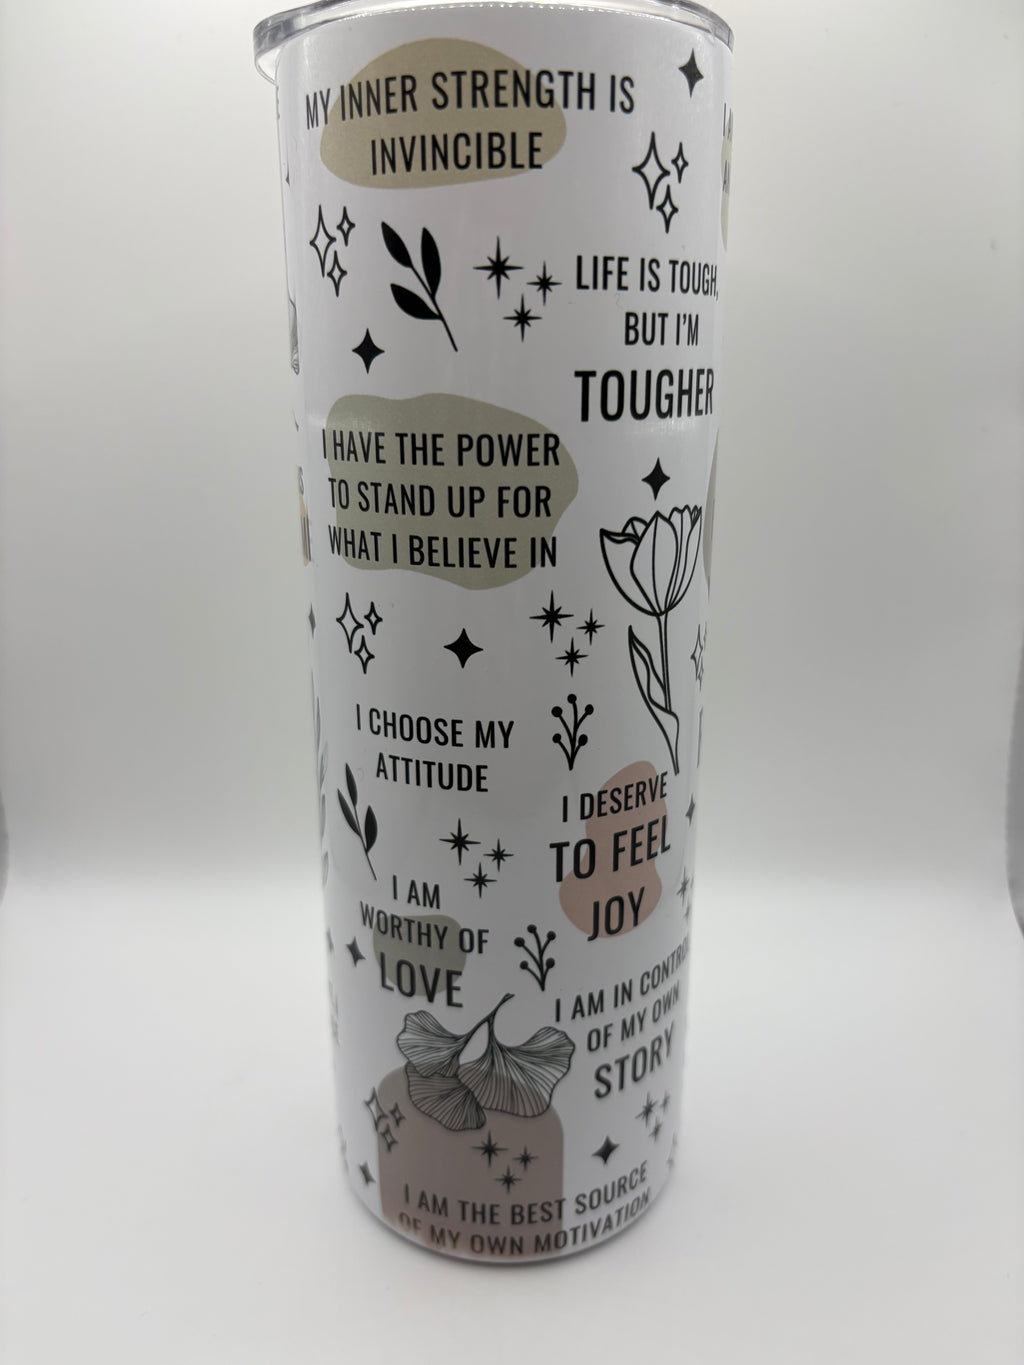 MY INNER STRENGTH IS
INVINCIBLE
LIFE IS TOUGH,
BUT I'M
TOUGHER
I HAVE THE POWER
TO STAND UP FOR
WHAT I BELIEVE IN
I CHOOSE MY
ATTITUDE
I DESERVE
TO FEEL
JOY
I AM
WORTHY OF
LOVE
I AM IN CONTROL
OF MY OWN
STORY
I AM THE BEST SOURCE
OF MY OWN MOTIVATION